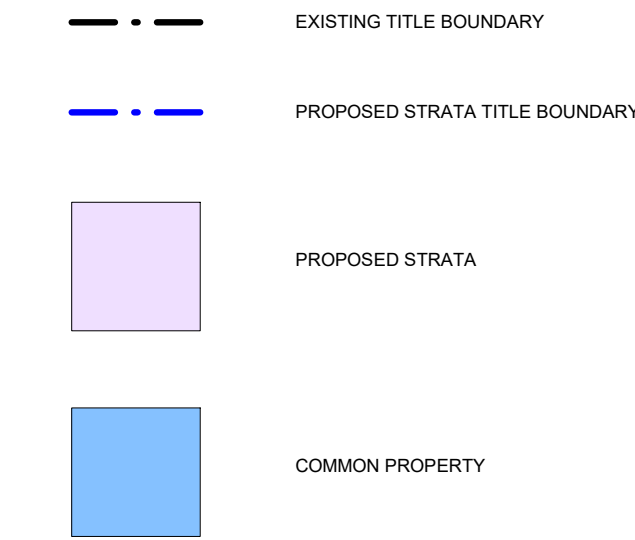 EXISTING TITLE BOUNDARY
PROPOSED STRATA TITLE BOUNDARY
PROPOSED STRATA
COMMON PROPERTY